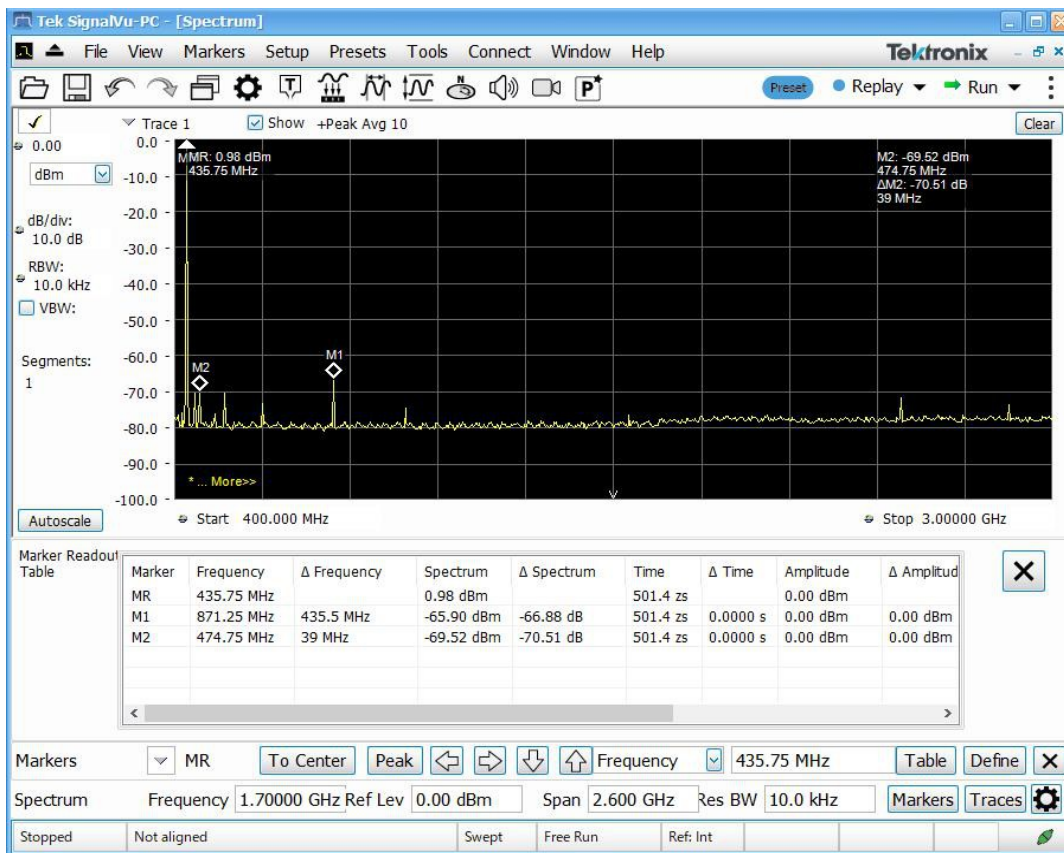 Tek SignalVu-PC - [Spectrum]
File View Markers Setup Presets Tools Connect Window Help
Tektronix
T
N
P
Preset
Replay
Run
Trace 1
Show
+Peak Avg 10
Clear
0.00
dBm
dB/div:
10.0 dB
RBW:
10.0 kHz
VBW:
Segments:
1
Autoscale
0.0
-10.0
-20.0
-30.0
-40.0
-50.0
-60.0
-70.0
-80.0
-90.0
-100.0
MR: 0.98 dBm
435.75 MHz
M2: -69.52 dBm
474.75 MHz
ΔM2: -70.51 dB
39 MHz
M1
M2
* ... More>>
Start 400.000 MHz
Stop 3.00000 GHz
Marker Readout
Table
Marker Frequency Δ Frequency Spectrum Δ Spectrum Time Δ Time Amplitude Δ Amplitud
MR 435.75 MHz 0.98 dBm 501.4 zs 0.00 dBm
M1 871.25 MHz 435.5 MHz -65.90 dBm -66.88 dB 501.4 zs 0.0000 s 0.00 dBm 0.00 dBm
M2 474.75 MHz 39 MHz -69.52 dBm -70.51 dB 501.4 zs 0.0000 s 0.00 dBm 0.00 dBm
Markers MR To Center Peak Frequency 435.75 MHz Table Define
Spectrum Frequency 1.70000 GHz Ref Lev 0.00 dBm Span 2.600 GHz Res BW 10.0 kHz Markers Traces
Stopped Not aligned Swept Free Run Ref: Int